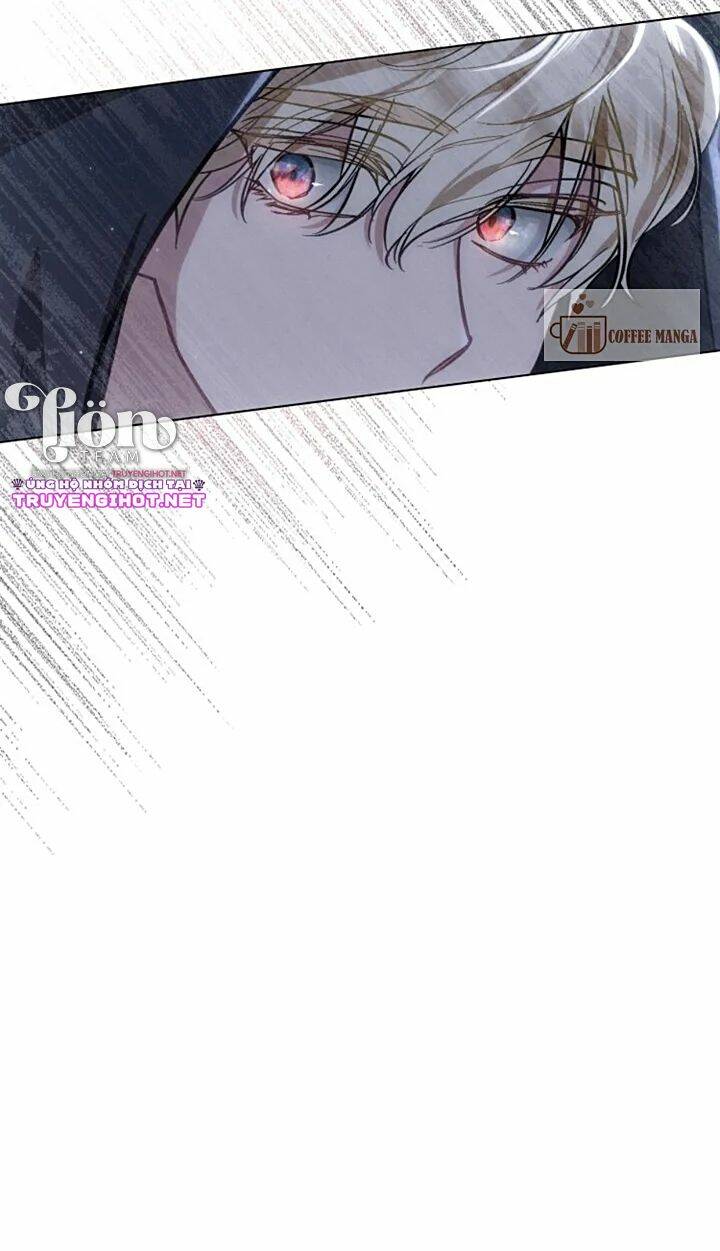 COFFEE MANGA
Lion
TEAM
TRUYENGIHOT.NET
ỦNG HỘ NHÓM DỊCH TẠI
TRUYENGIHOT.NET